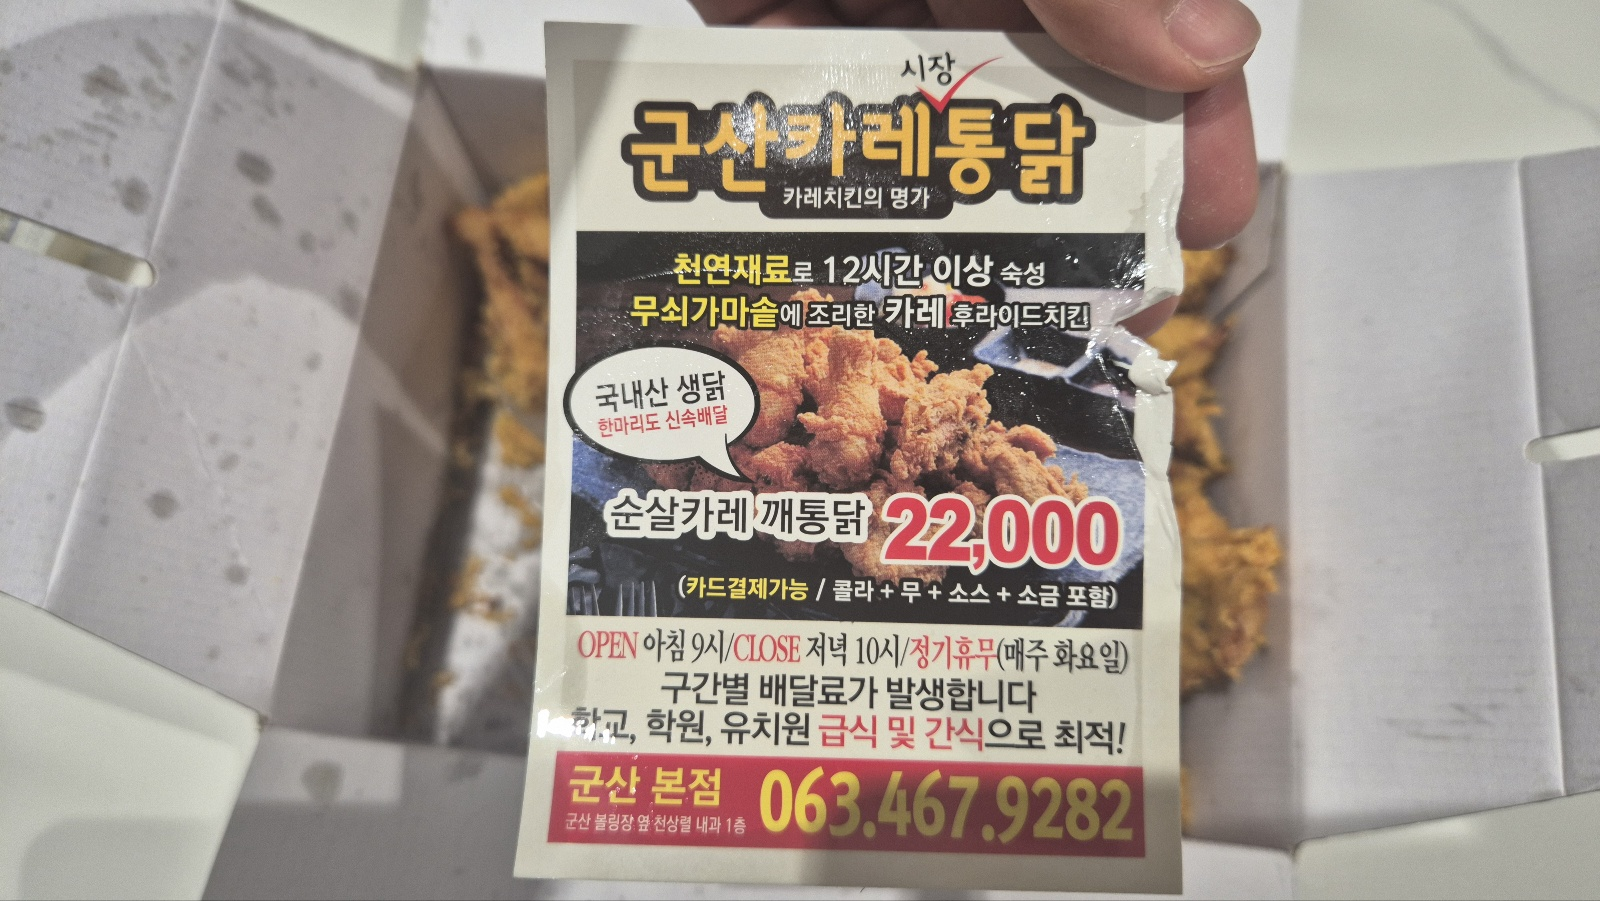 시장
군산카레통닭
카레치킨의 명가
천연재료로 12시간 이상 숙성
무쇠가마솥에 조리한 카레 후라이드치킨
국내산 생닭
한마리도 신속배달
순살카레 깨통닭 22,000
(카드결제가능 / 콜라 + 무 + 소스 + 소금 포함)
OPEN 아침 9시/CLOSE 저녁 10시/정기휴무(매주 화요일)
구간별 배달료가 발생합니다
학교, 학원, 유치원 급식 및 간식으로 최적!
군산 본점 063.467.9282
군산 볼링장 옆 천상렬 내과 1층